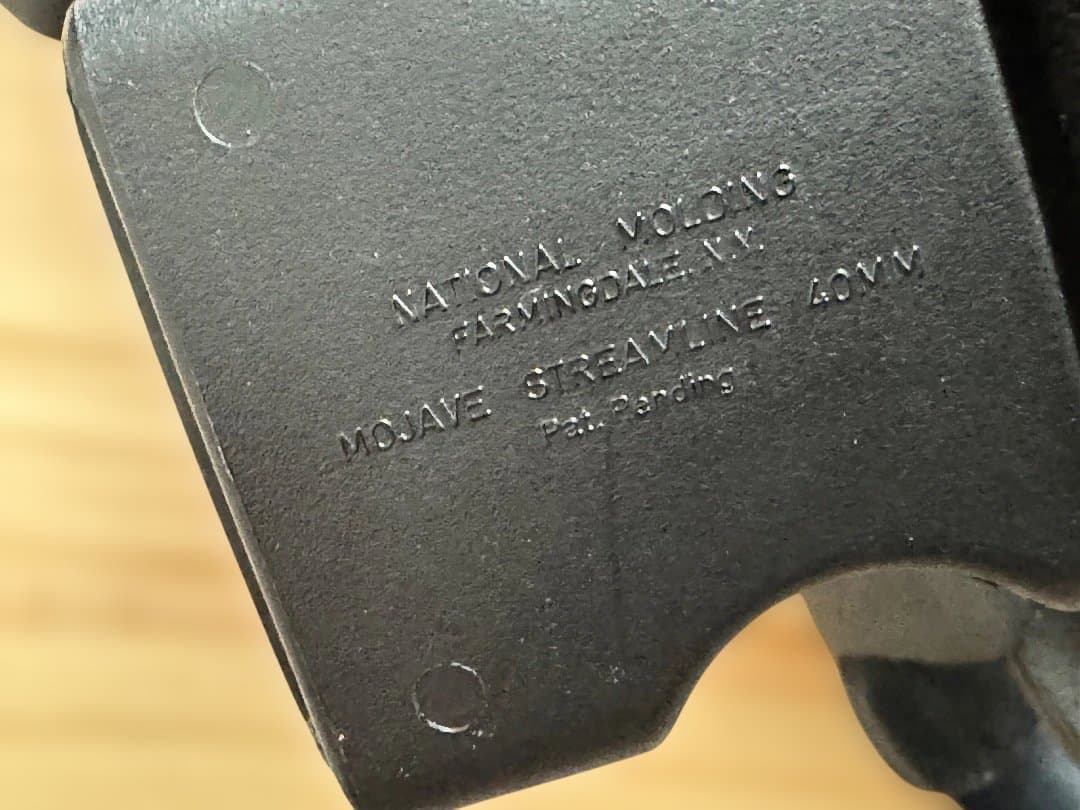 NATIONAL MOLDING
FARMINGDALE, N.Y.
MOJAVE STREAMLINE 40MM
Pat. Pending